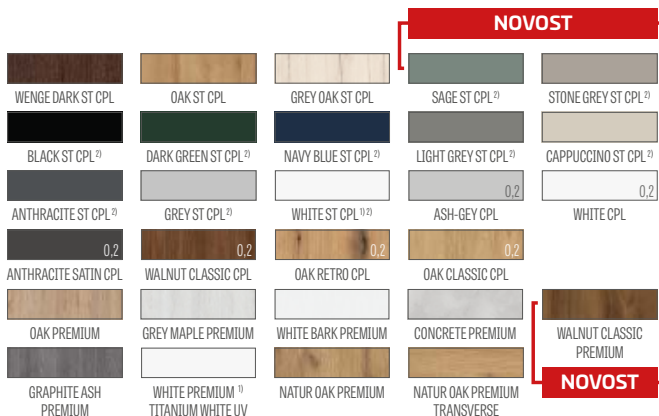 NOVOST
WENGE DARK ST CPL
OAK ST CPL
GREY OAK ST CPL
SAGE ST CPL 2)
STONE GREY ST CPL 2)
BLACK ST CPL 2)
DARK GREEN ST CPL 2)
NAVY BLUE ST CPL 2)
LIGHT GREY ST CPL 2)
CAPPUCCINO ST CPL 2)
0,2
0,2
ANTHRACITE ST CPL 2)
GREY ST CPL 2)
WHITE ST CPL 1) 2)
ASH-GEY CPL
WHITE CPL
0,2
0,2
0,2
0,2
ANTHRACITE SATIN CPL
WALNUT CLASSIC CPL
OAK RETRO CPL
OAK CLASSIC CPL
OAK PREMIUM
GREY MAPLE PREMIUM
WHITE BARK PREMIUM
CONCRETE PREMIUM
WALNUT CLASSIC
PREMIUM
NOVOST
GRAPHITE ASH
PREMIUM
WHITE PREMIUM 1)
TITANIUM WHITE UV
NATUR OAK PREMIUM
NATUR OAK PREMIUM
TRANSVERSE